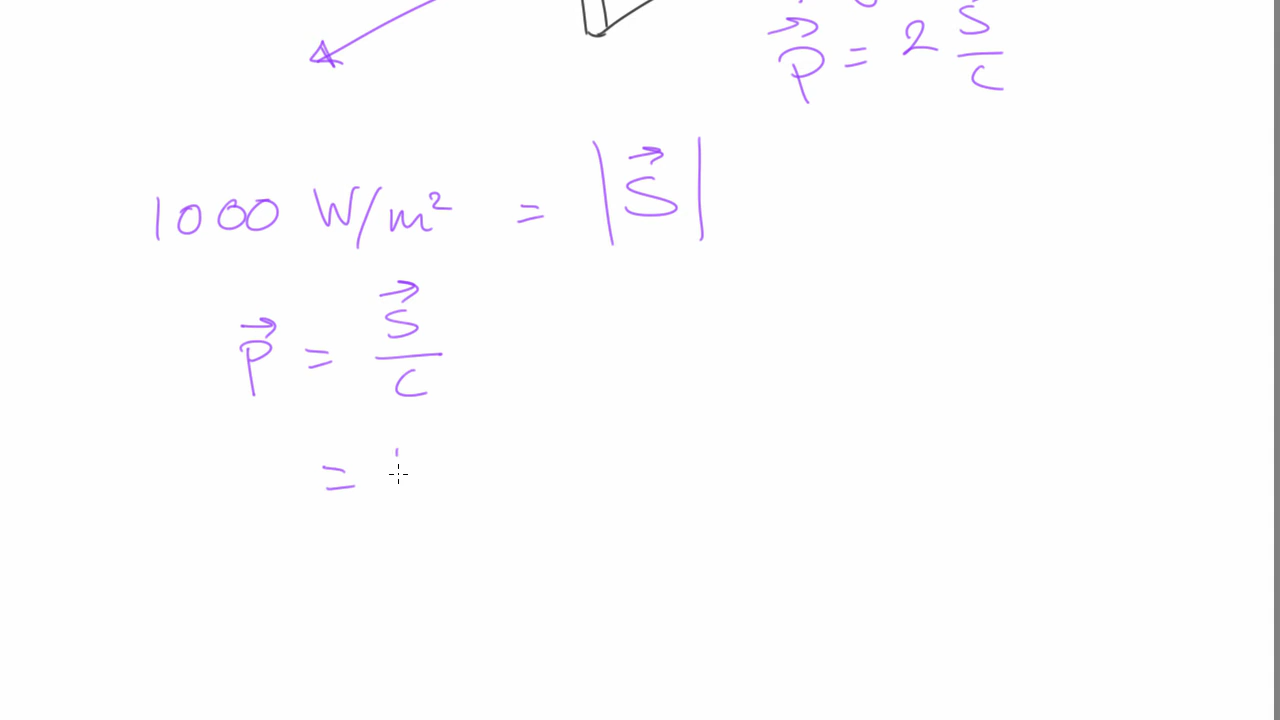 P⃗ = 2 S⃗/c
1000 W/m² = |S⃗|
P⃗ = S⃗/c
=